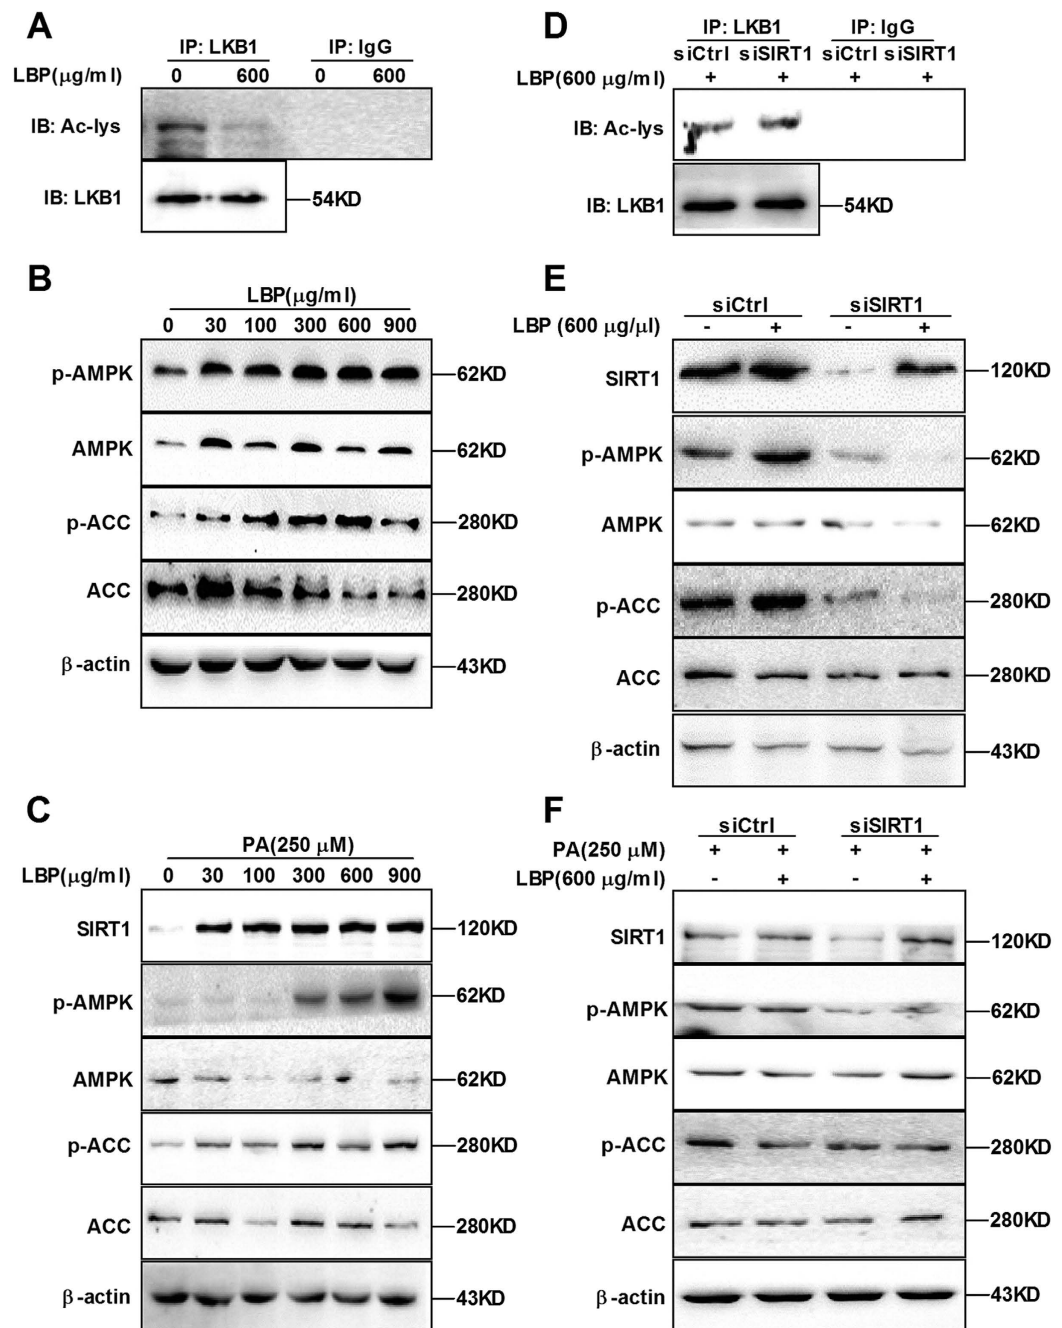 A
IP: LKB1 IP: IgG
LBP(μg/ml) 0 600 0 600
IB: Ac-lys
IB: LKB1 54KD
B
LBP(μg/ml)
0 30 100 300 600 900
p-AMPK 62KD
AMPK 62KD
p-ACC 280KD
ACC 280KD
β-actin 43KD
C
PA(250 μM)
LBP(μg/ml) 0 30 100 300 600 900
SIRT1 120KD
p-AMPK 62KD
AMPK 62KD
p-ACC 280KD
ACC 280KD
β-actin 43KD
D
IP: LKB1 IP: IgG
siCtrl siSIRT1 siCtrl siSIRT1
LBP(600 μg/ml) + + + +
IB: Ac-lys
IB: LKB1 54KD
E
siCtrl siSIRT1
LBP (600 μg/μl) - + - +
SIRT1 120KD
p-AMPK 62KD
AMPK 62KD
p-ACC 280KD
ACC 280KD
β-actin 43KD
F
siCtrl siSIRT1
PA(250 μM) + + + +
LBP(600 μg/ml) - + - +
SIRT1 120KD
p-AMPK 62KD
AMPK 62KD
p-ACC 280KD
ACC 280KD
β-actin 43KD